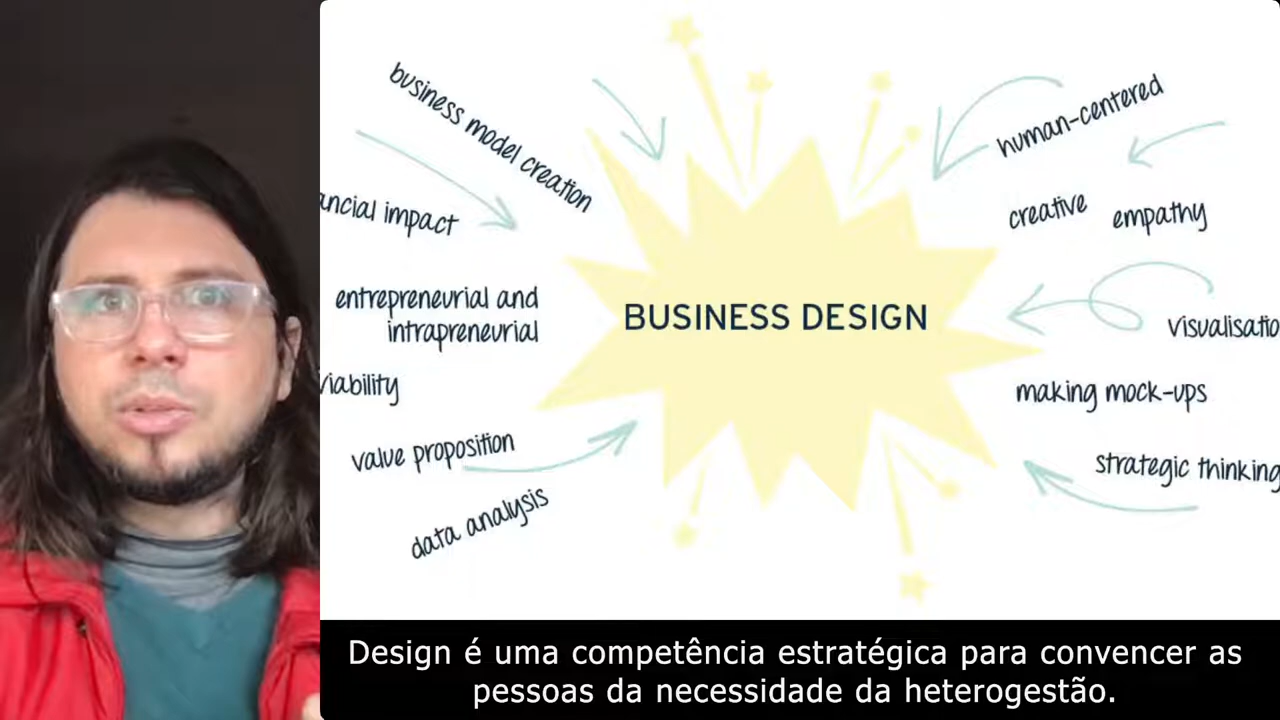 business model creation
ancial impact
entrepreneurial and
intrapreneurial
viability
value proposition
data analysis
BUSINESS DESIGN
human-centered
creative
empathy
visualisatio
making mock-ups
strategic thinking
Design é uma competência estratégica para convencer as
pessoas da necessidade da heterogestão.